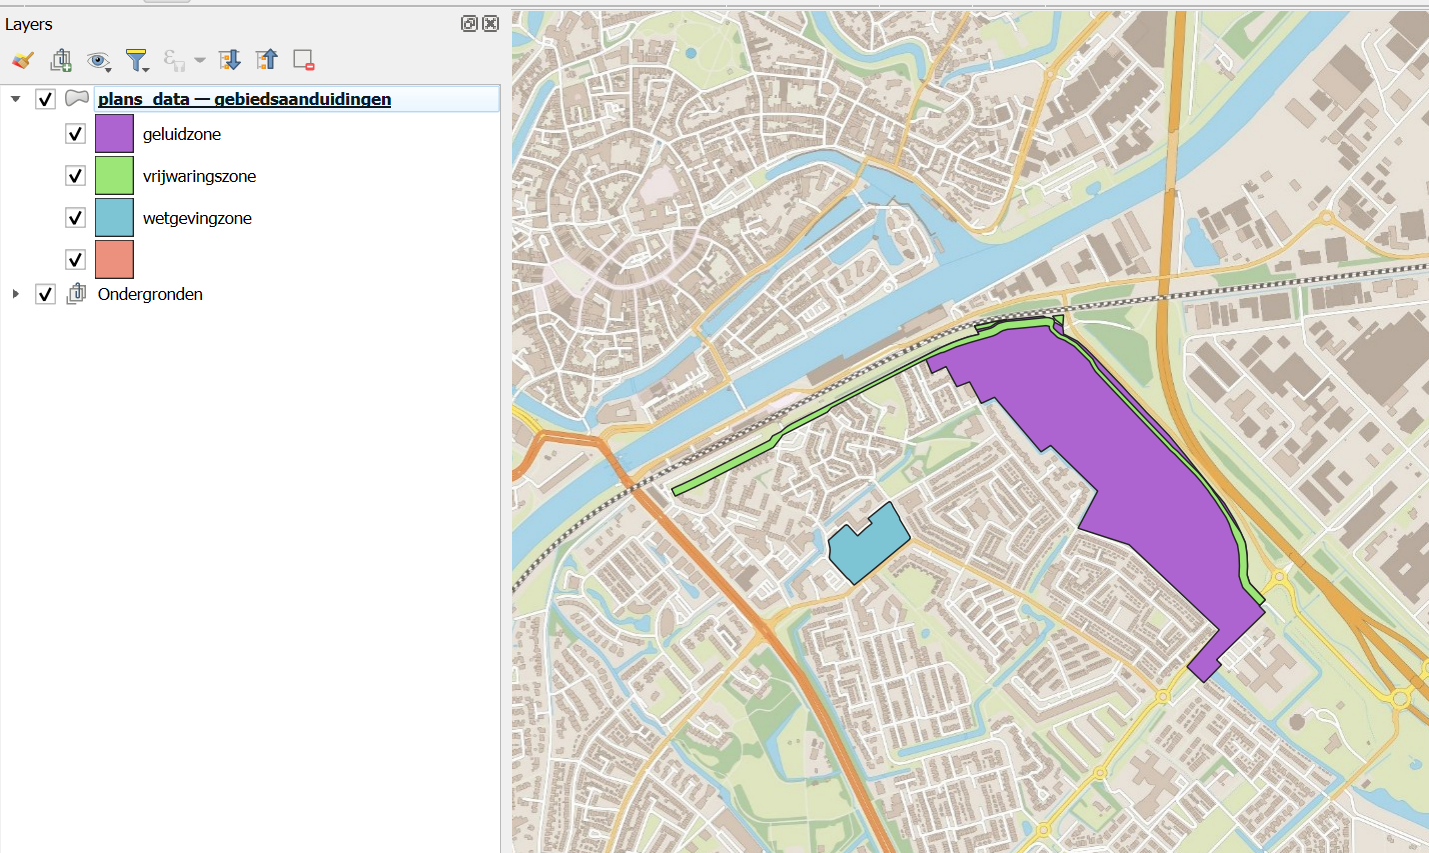 Layers
plans_data — gebiedsaanduidingen
geluidzone
vrijwaringszone
wetgevingzone
Ondergronden